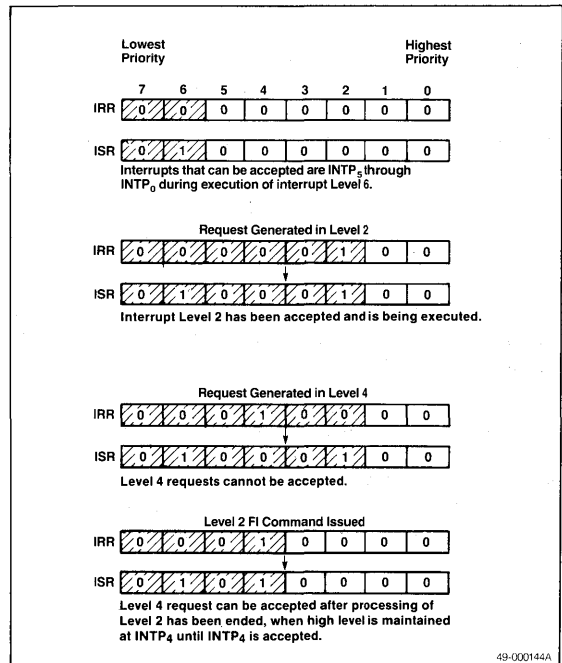 Lowest Highest
Priority Priority
7 6 5 4 3 2 1 0
IRR 0 0 0 0 0 0 0 0
ISR 0 1 0 0 0 0 0 0
Interrupts that can be accepted are INTP5 through
INTP0 during execution of interrupt Level 6.
Request Generated in Level 2
IRR 0 0 0 0 0 1 0 0
ISR 0 1 0 0 0 1 0 0
Interrupt Level 2 has been accepted and is being executed.
Request Generated in Level 4
IRR 0 0 0 1 0 0 0 0
ISR 0 1 0 0 0 1 0 0
Level 4 requests cannot be accepted.
Level 2 FI Command Issued
IRR 0 0 0 1 0 0 0 0
ISR 0 1 0 1 0 0 0 0
Level 4 request can be accepted after processing of
Level 2 has been ended, when high level is maintained
at INTP4 until INTP4 is accepted.
49-000144A